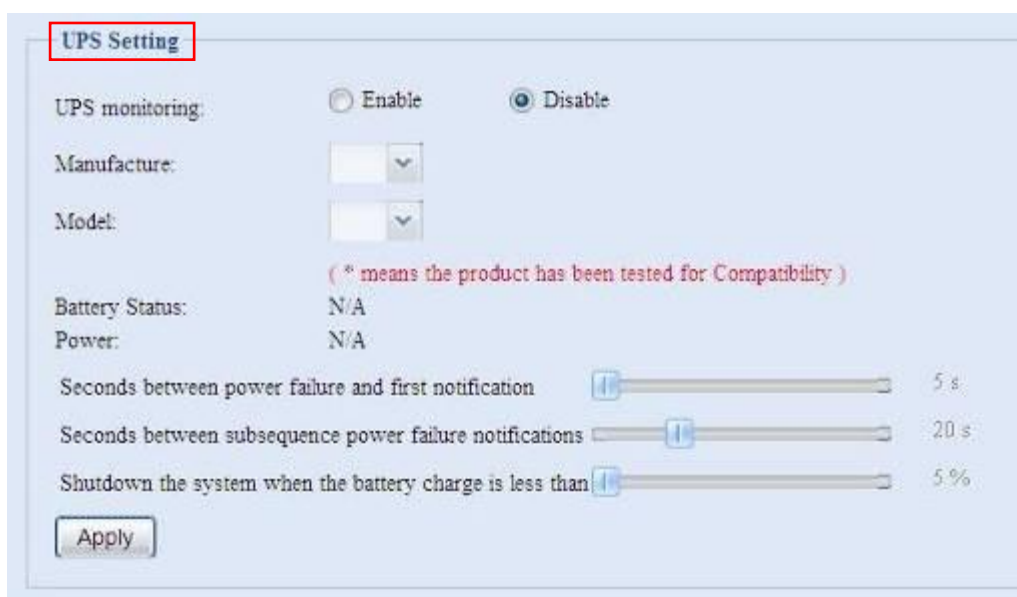 UPS Setting
UPS monitoring: Enable Disable
Manufacture:
Model:
( * means the product has been tested for Compatibility )
Battery Status: N/A
Power: N/A
Seconds between power failure and first notification 5 s
Seconds between subsequence power failure notifications 20 s
Shutdown the system when the battery charge is less than 5 %
Apply